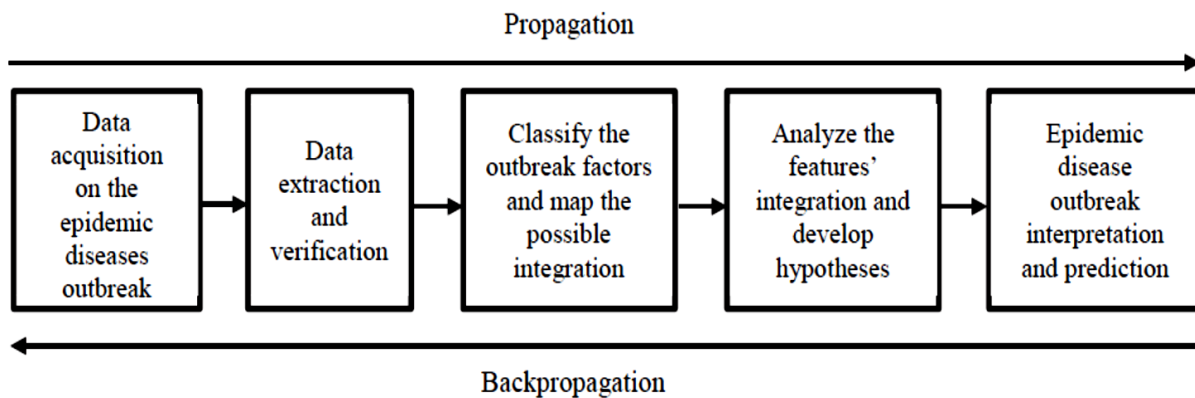 Propagation
Data
acquisition
on the
epidemic
diseases
outbreak
Data
extraction
and
verification
Classify the
outbreak factors
and map the
possible
integration
Analyze the
features’
integration and
develop
hypotheses
Epidemic
disease
outbreak
interpretation
and prediction
Backpropagation